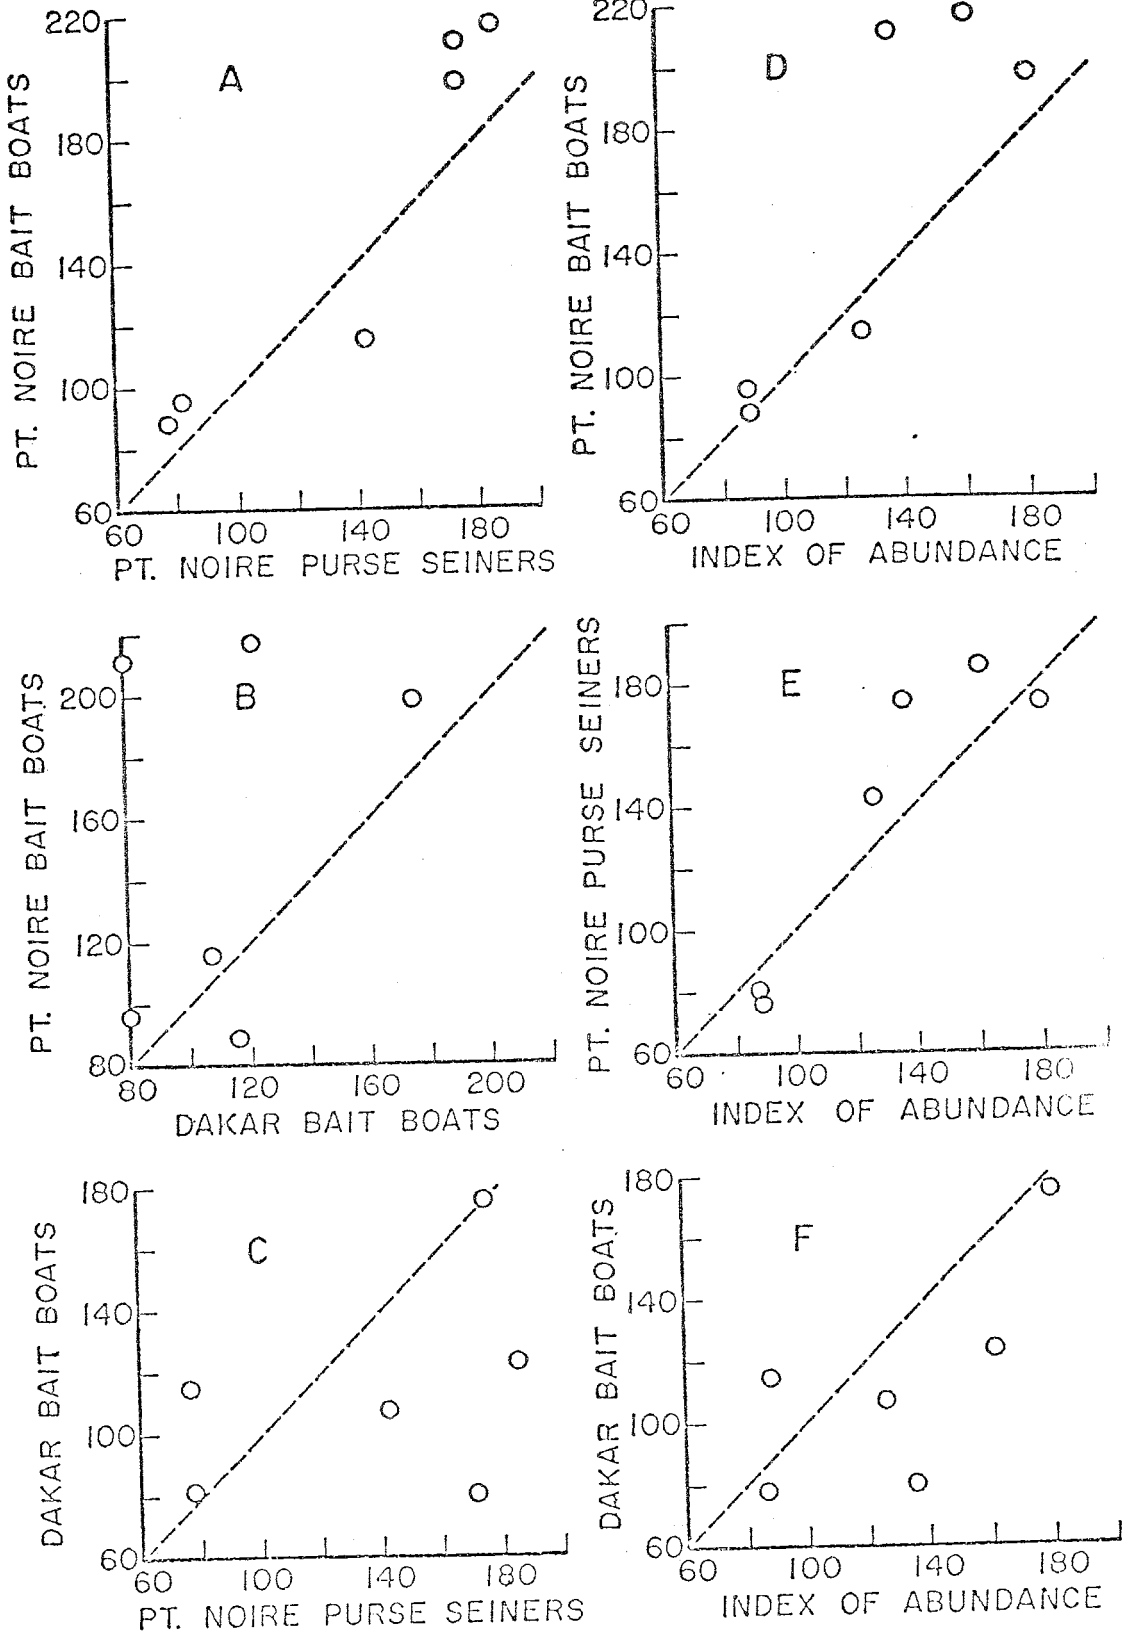 220
180
140
100
60
PT. NOIRE BAIT BOATS
A
60 100 140 180
PT. NOIRE PURSE SEINERS
220
180
140
100
60
PT. NOIRE BAIT BOATS
D
60 100 140 180
INDEX OF ABUNDANCE
200
160
120
80
PT. NOIRE BAIT BOATS
B
80 120 160 200
DAKAR BAIT BOATS
180
140
100
60
PT. NOIRE PURSE SEINERS
E
60 100 140 180
INDEX OF ABUNDANCE
180
140
100
60
DAKAR BAIT BOATS
C
60 100 140 180
PT. NOIRE PURSE SEINERS
180
140
100
60
DAKAR BAIT BOATS
F
60 100 140 180
INDEX OF ABUNDANCE